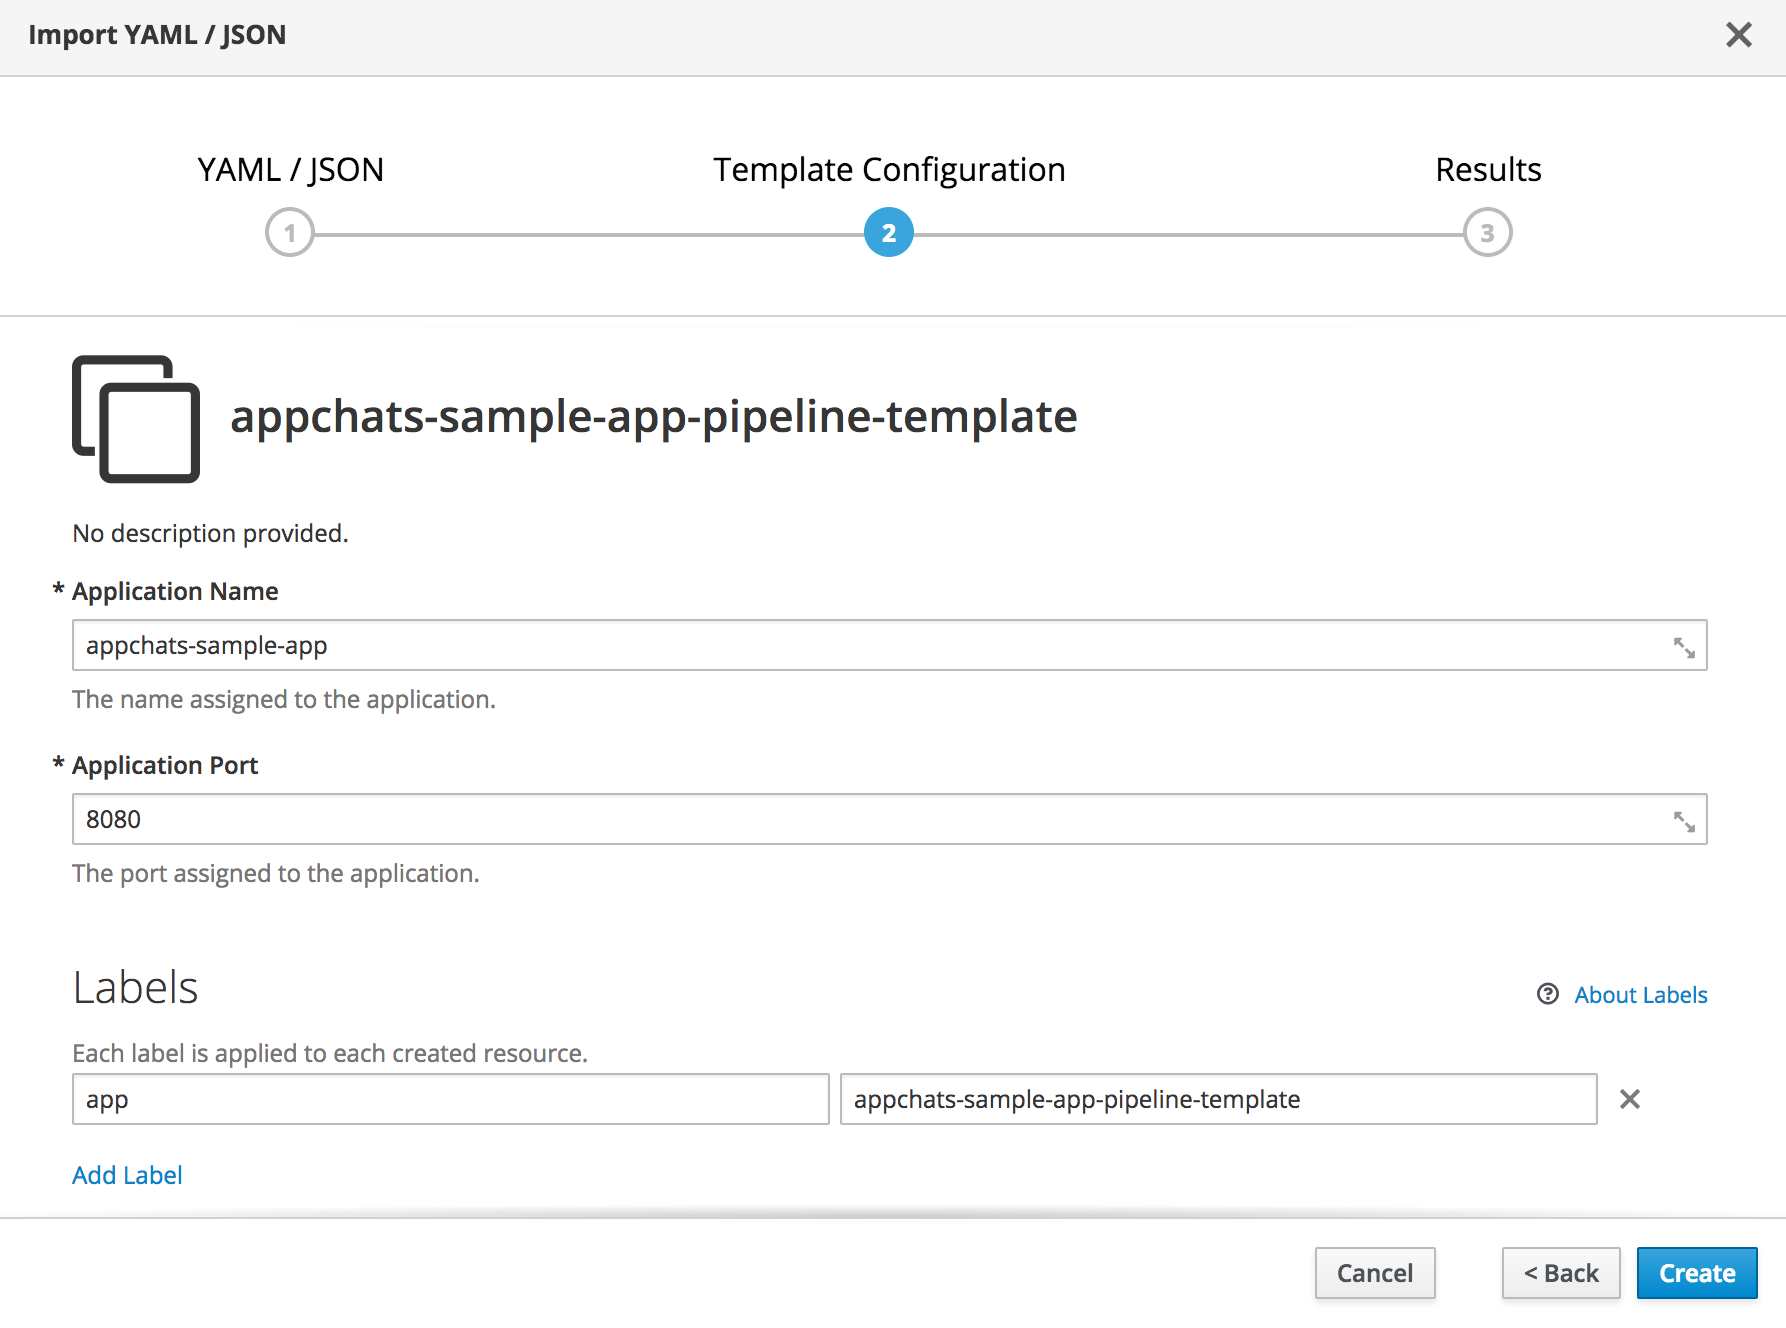 Import YAML / JSON
YAML / JSON
Template Configuration
Results
1
2
3
appchats-sample-app-pipeline-template
No description provided.
* Application Name
appchats-sample-app
The name assigned to the application.
* Application Port
8080
The port assigned to the application.
Labels
About Labels
Each label is applied to each created resource.
app
appchats-sample-app-pipeline-template
Add Label
Cancel
< Back
Create